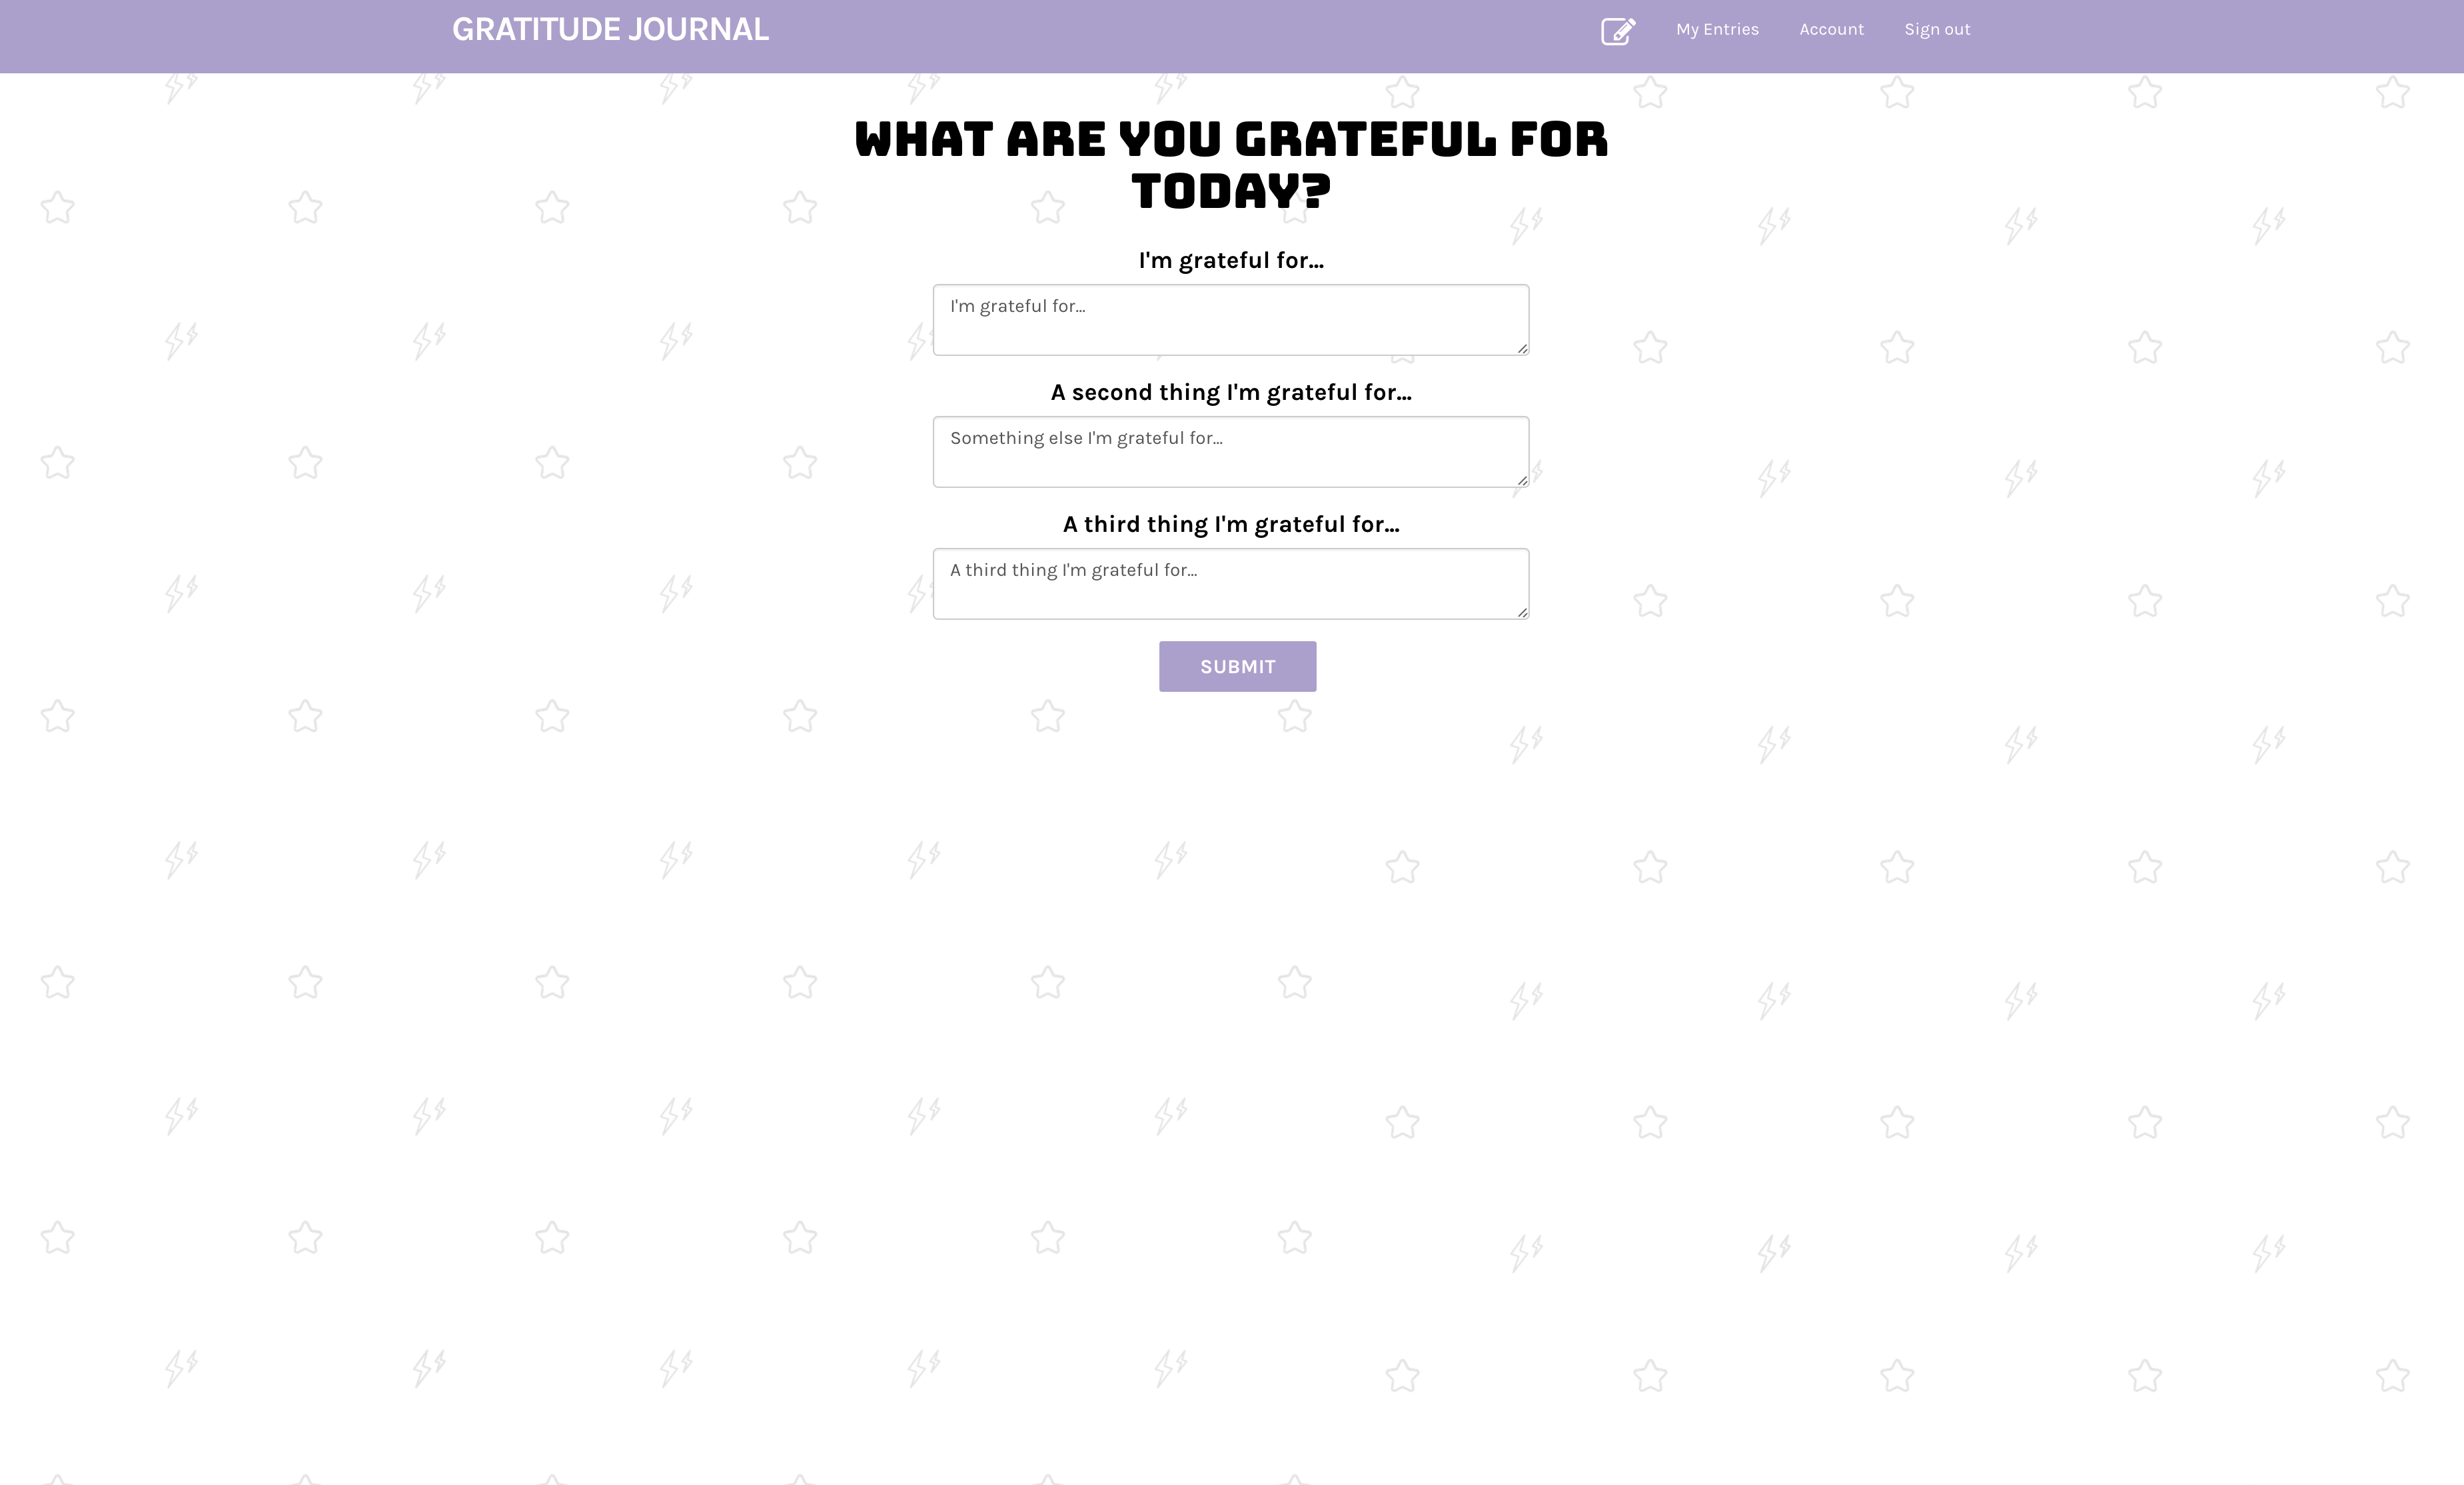 GRATITUDE JOURNAL
My Entries
Account
Sign out
WHAT ARE YOU GRATEFUL FOR
TODAY?
I'm grateful for...
I'm grateful for...
A second thing I'm grateful for...
Something else I'm grateful for...
A third thing I'm grateful for...
A third thing I'm grateful for...
SUBMIT